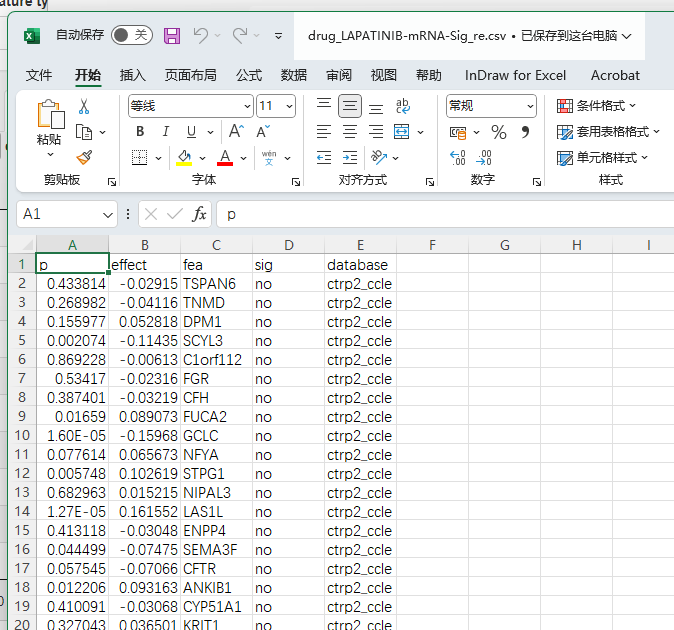 自动保存 关 drug_LAPATINIB-mRNA-Sig_re.csv • 已保存到这台电脑
文件 开始 插入 页面布局 公式 数据 审阅 视图 帮助 InDraw for Excel Acrobat
粘贴 等线 11 ab 常规 条件格式
B I U A A % 套用表格格式
A wén 文 单元格样式
剪贴板 字体 对齐方式 数字 样式
A1 fx p
A B C D E F G H I
1 p effect fea sig database
2 0.433814 -0.02915 TSPAN6 no ctrp2_ccle
3 0.268982 -0.04116 TNMD no ctrp2_ccle
4 0.155977 0.052818 DPM1 no ctrp2_ccle
5 0.002074 -0.11435 SCYL3 no ctrp2_ccle
6 0.869228 -0.00613 C1orf112 no ctrp2_ccle
7 0.53417 -0.02316 FGR no ctrp2_ccle
8 0.387401 -0.03219 CFH no ctrp2_ccle
9 0.01659 0.089073 FUCA2 no ctrp2_ccle
10 1.60E-05 -0.15968 GCLC no ctrp2_ccle
11 0.077614 0.065673 NFYA no ctrp2_ccle
12 0.005748 0.102619 STPG1 no ctrp2_ccle
13 0.682963 0.015215 NIPAL3 no ctrp2_ccle
14 1.27E-05 0.161552 LAS1L no ctrp2_ccle
15 0.413118 -0.03048 ENPP4 no ctrp2_ccle
16 0.044499 -0.07475 SEMA3F no ctrp2_ccle
17 0.057545 -0.07066 CFTR no ctrp2_ccle
18 0.012206 0.093163 ANKIB1 no ctrp2_ccle
19 0.410091 -0.03068 CYP51A1 no ctrp2_ccle
20 0.327043 0.036501 KRIT1 no ctrp2_ccle